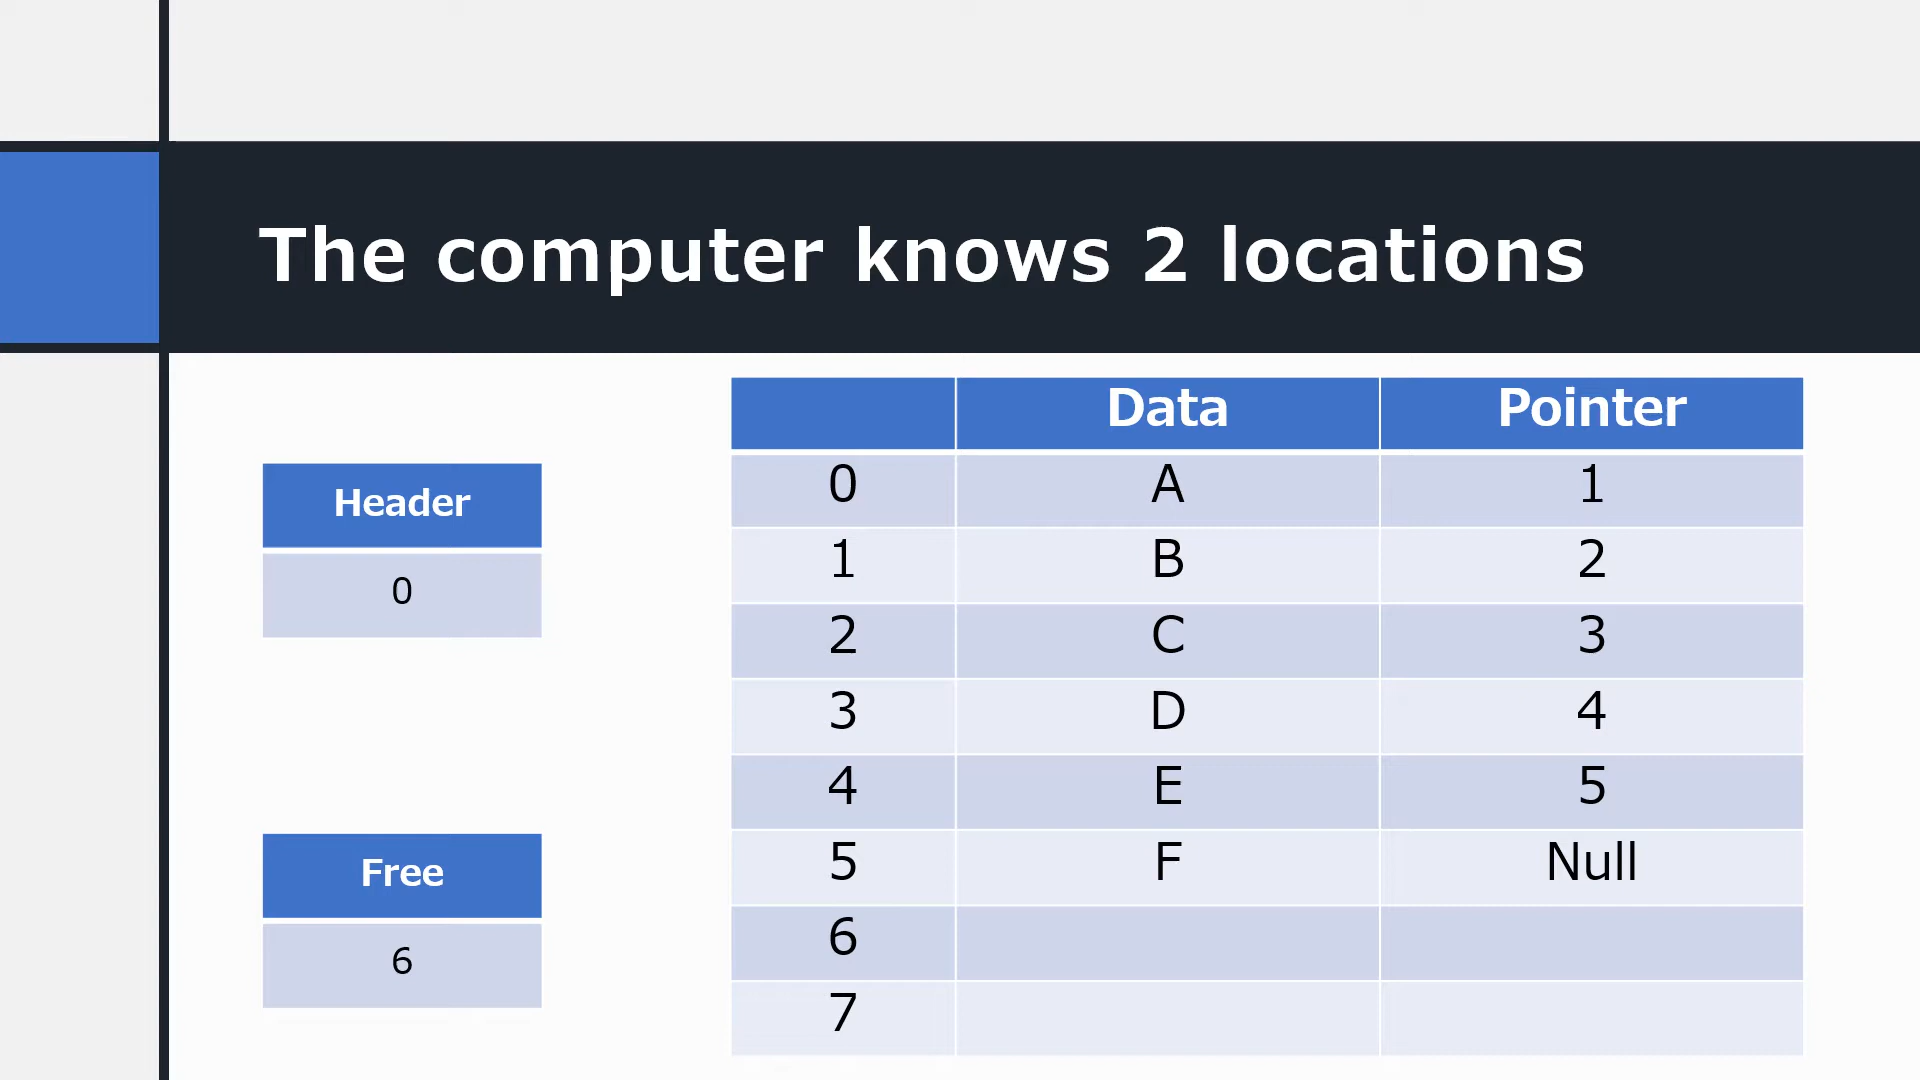 The computer knows 2 locations
Header
0
Free
6
Data Pointer
0 A 1
1 B 2
2 C 3
3 D 4
4 E 5
5 F Null
6
7